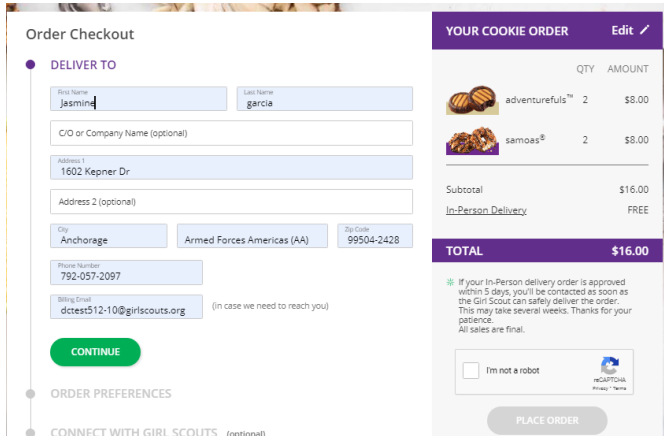 Order Checkout
DELIVER TO
First Name
Jasmine
Last Name
garcia
C/O or Company Name (optional)
Address 1
1602 Kepner Dr
Address 2 (optional)
City
Anchorage
Armed Forces Americas (AA)
Zip Code
99504-2428
Phone Number
792-057-2097
Billing Email
dctest512-10@girlscouts.org
(in case we need to reach you)
CONTINUE
ORDER PREFERENCES
CONNECT WITH GIRL SCOUTS (optional)
YOUR COOKIE ORDER Edit
QTY AMOUNT
adventurefuls™ 2 $8.00
samoas® 2 $8.00
Subtotal $16.00
In-Person Delivery FREE
TOTAL $16.00
If your In-Person delivery order is approved
within 5 days, you'll be contacted as soon as
the Girl Scout can safely deliver the order.
This may take several weeks. Thanks for your
patience.
All sales are final.
I'm not a robot
reCAPTCHA
Privacy - Terms
PLACE ORDER